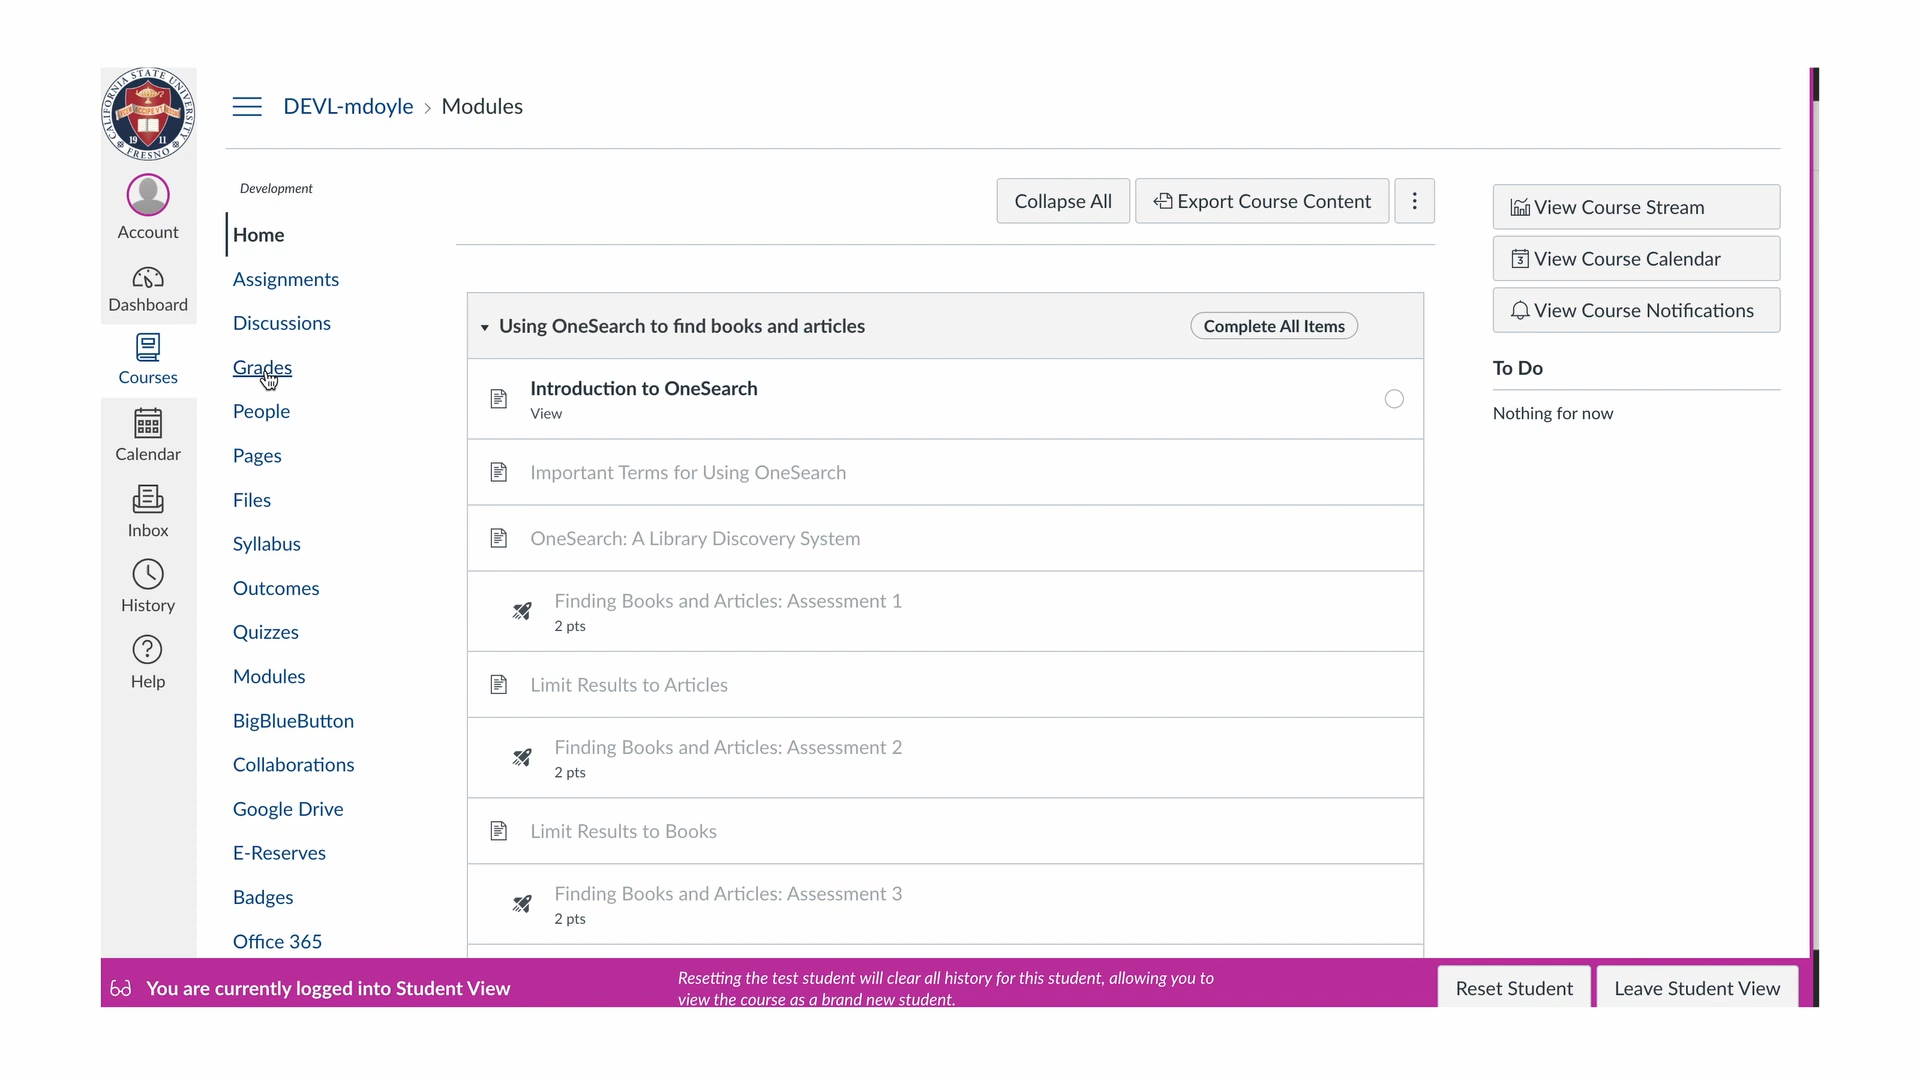 CALIFORNIA STATE UNIVERSITY
19 11
FRESNO
DEVL-mdoyle › Modules
Account
Dashboard
Courses
Calendar
Inbox
History
Help
Development
Home
Assignments
Discussions
Grades
People
Pages
Files
Syllabus
Outcomes
Quizzes
Modules
BigBlueButton
Collaborations
Google Drive
E-Reserves
Badges
Office 365
Collapse All
Export Course Content
Using OneSearch to find books and articles
Complete All Items
Introduction to OneSearch
View
Important Terms for Using OneSearch
OneSearch: A Library Discovery System
Finding Books and Articles: Assessment 1
2 pts
Limit Results to Articles
Finding Books and Articles: Assessment 2
2 pts
Limit Results to Books
Finding Books and Articles: Assessment 3
2 pts
View Course Stream
3 View Course Calendar
View Course Notifications
To Do
Nothing for now
You are currently logged into Student View
Resetting the test student will clear all history for this student, allowing you to
view the course as a brand new student.
Reset Student
Leave Student View